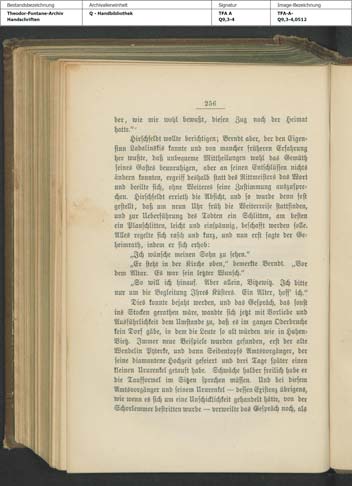 Bestandsbezeichnung
Theodor-Fontane-Archiv
Handschriften
Archivalieneinheit
Q - Handbibliothek
Signatur
TFA A
Q9,3-4
Image-Bezeichnung
TFA-A-
Q9,3-4,0512
256
der, wie mir wohl bewußt, diesen Zug nach der Heimat
hatte.“
Hirschfeldt wollte berichtigen; Berndt aber, der den Eigen-
sinn Ladalinskis kannte und von mancher früheren Erfahrung
her wußte, daß unbequeme Mittheilungen wohl das Gemüth
seines Gastes beunruhigen, aber an seinen Entschlüssen nichts
ändern konnten, ergriff deshalb statt des Rittmeisters das Wort
und beeilte sich, ohne Weiteres seine Zustimmung auszuspre-
chen. Hirschfeldt errieth die Absicht, und so wurde denn fest
gestellt, daß um neun Uhr früh die Weiterreise stattfinden,
und zur Ueberführung des Todten ein Schlitten, am besten
ein Planschlitten, leicht und einspännig, beschafft werden solle.
Alles regelte sich rasch und kurz, und nun erst sagte der Ge-
heimrath, indem er sich erhob:
„Ich wünsche meinen Sohn zu sehen.“
„Er steht in der Kirche oben,“ bemerkte Berndt. „Vor
dem Altar. Es war sein letzter Wunsch.“
„So will ich hinauf. Aber allein, Vitzewitz. Ich bitte
nur um die Begleitung Ihres Küsters. Ein Alter, hoff' ich.“
Dies konnte bejaht werden, und das Gespräch, das sonst
ins Stocken gerathen wäre, wandte sich jetzt mit Vorliebe und
Ausführlichkeit dem Umstande zu, daß es im ganzen Oderbruche
kein Dorf gäbe, in dem die Leute so alt würden wie in Hohen-
Vietz. Immer neue Beispiele wurden gefunden, erst der alte
Wendelin Pyterke, und dann Seidentopfs Amtsvorgänger, der
seine diamantene Hochzeit gefeiert und drei Tage später einen
kleinen Ururenkel getauft habe. Schwäche halber freilich habe er
die Taufformel im Sitzen sprechen müssen. Und bei diesem
Amtsvorgänger und seinem Ururenkel — dessen Existenz übrigens,
wie wenn es sich um eine Unschicklichkeit gehandelt hätte, von der
Schorlemmer bestritten wurde — verweilte das Gespräch noch, als